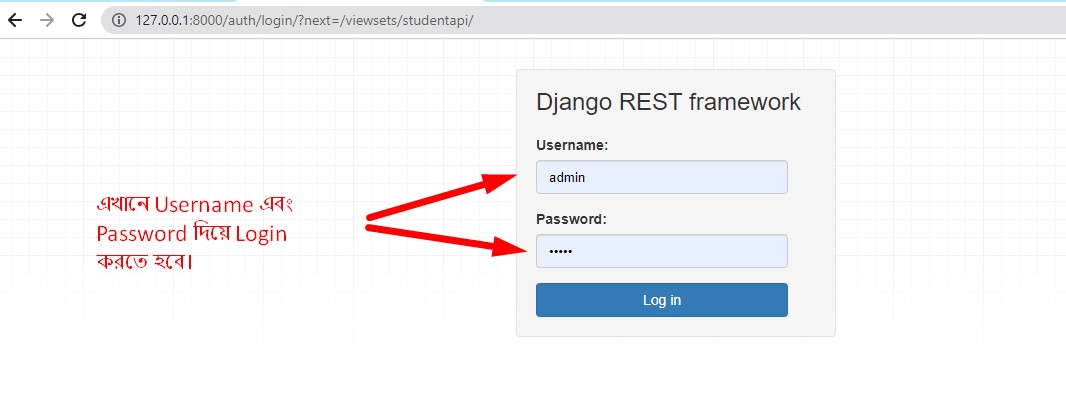 127.0.0.1:8000/auth/login/?next=/viewsets/studentapi/
Django REST framework
Username:
admin
Password:
•••••
Log in
এখানে Username এবং
Password দিয়ে Login
করতে হবে।